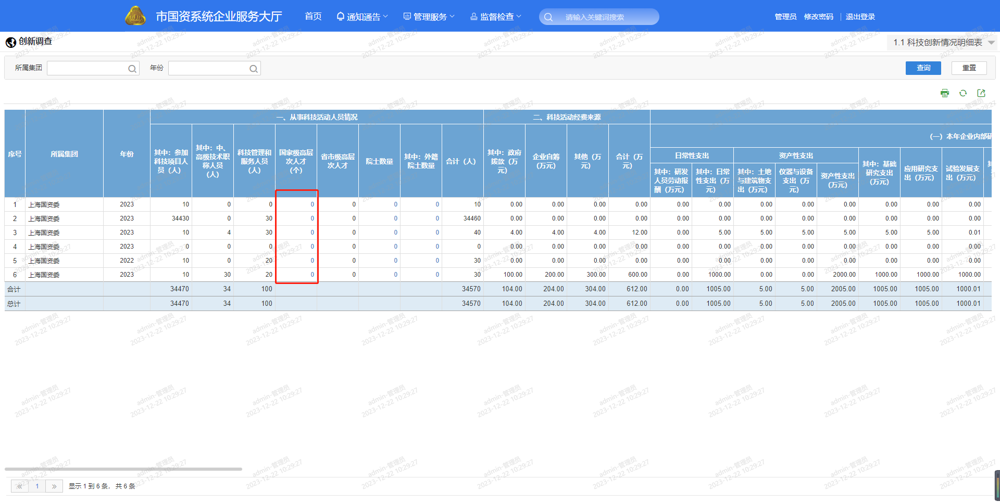 市国资系统企业服务大厅 首页 通知通告 管理服务 监督检查 请输入关键词搜索 管理员 修改密码 退出登录
创新调查 1.1 科技创新情况明细表
所属集团 年份 查询 重置
序号 所属集团 年份 一、从事科技活动人员情况 二、科技活动经费来源
(一) 本年企业内部研
其中：参加科技项目人员（人） 其中：中、高级技术职称人员（人） 科技管理和服务人员（人） 国家级高层次人才（个） 省市级高层次人才 院士数量 其中：外籍院士数量 合计（人） 其中：政府拨款（万元） 企业自筹（万元） 其他（万元） 合计（万元）
日常性支出 资产性支出 其中：基础研究支出（万元） 应用研究支出（万元） 试验发展支出（万元） 其
其中：研发人员劳动报酬（万元） 其中：日常性支出（万元） 其中：土地与建筑物支出（万元） 仪器与设备支出（万元） 资产性支出（万元）
1 上海国资委 2023 10 0 0 0 0 0 0 10 0.00 0.00 0.00 0.00 0.00 0.00 0.00 0.00 0.00 0.00 0.00 0.00
2 上海国资委 2023 34430 0 30 0 0 0 0 34460 0.00 0.00 0.00 0.00 0.00 0.00 0.00 0.00 0.00 0.00 0.00 0.00
3 上海国资委 2023 10 4 30 0 0 0 0 40 4.00 4.00 4.00 12.00 0.00 5.00 5.00 5.00 5.00 5.00 5.00 0.01
4 上海国资委 2023 0 0 0 0 0 0 0 0 0.00 0.00 0.00 0.00 0.00 0.00 0.00 0.00 0.00 0.00 0.00 0.00
5 上海国资委 2022 10 0 20 0 0 0 0 30 0.00 0.00 0.00 0.00 0.00 0.00 0.00 0.00 0.00 0.00 0.00 0.00
6 上海国资委 2023 10 30 20 0 0 0 0 30 100.00 200.00 300.00 600.00 0.00 1000.00 0.00 0.00 2000.00 1000.00 1000.00 1000.00
合计 34470 34 100 34570 104.00 204.00 304.00 612.00 0.00 1005.00 5.00 5.00 2005.00 1005.00 1005.00 1000.01
总计 34470 34 100 34570 104.00 204.00 304.00 612.00 0.00 1005.00 5.00 5.00 2005.00 1005.00 1005.00 1000.01
admin-管理员
2023-12-22 10:29:27
« 1 » 显示 1 到 6 条， 共 6 条